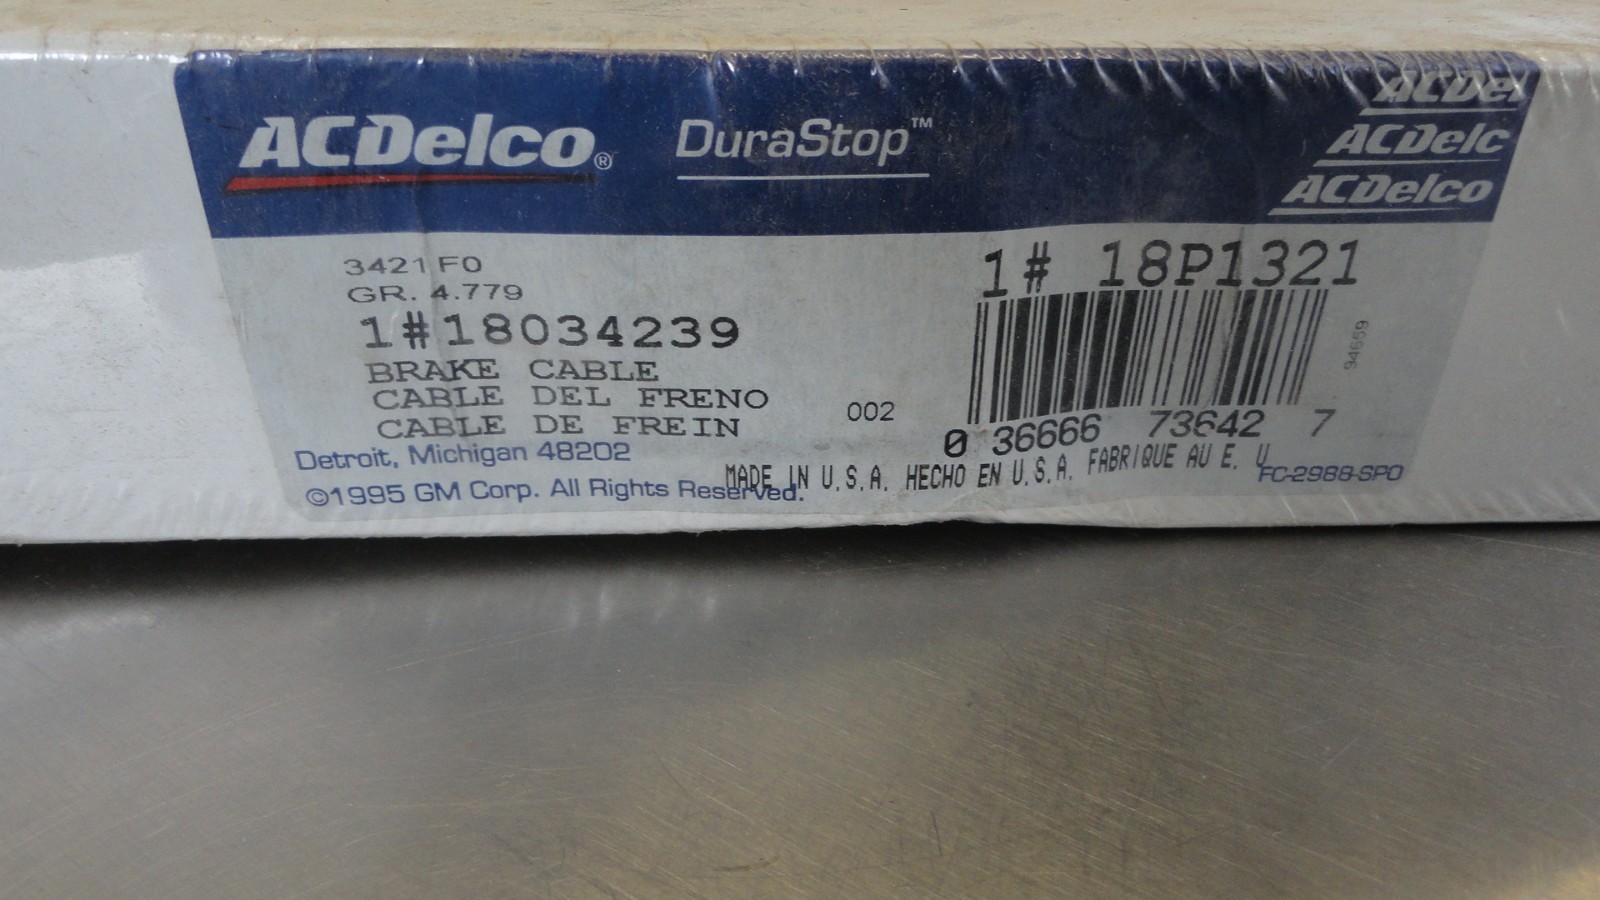 ACDelco® DuraStop™
ACDel
ACDelc
ACDelco
3421 F0
GR. 4.779
1#18034239
BRAKE CABLE
CABLE DEL FRENO
CABLE DE FREIN
002
1# 18P1321
94659
0 36666 73642 7
Detroit, Michigan 48202
©1995 GM Corp. All Rights Reserved.
MADE IN U.S.A. HECHO EN U.S.A. FABRIQUE AU E. U
FC-2988-SPO